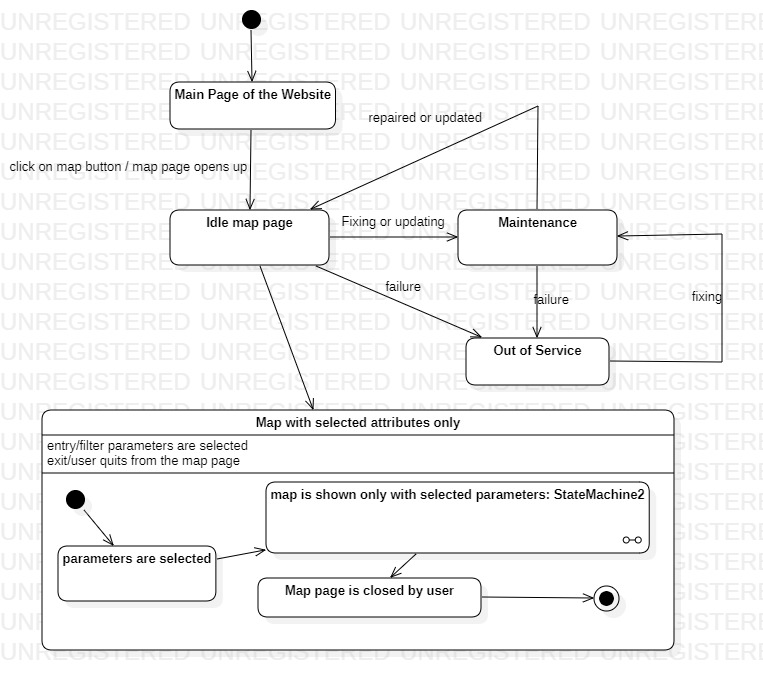 Main Page of the Website
repaired or updated
click on map button / map page opens up
Idle map page
Fixing or updating
Maintenance
failure
failure
fixing
Out of Service
Map with selected attributes only
entry/filter parameters are selected
exit/user quits from the map page
map is shown only with selected parameters: StateMachine2
parameters are selected
Map page is closed by user
UNREGISTERED